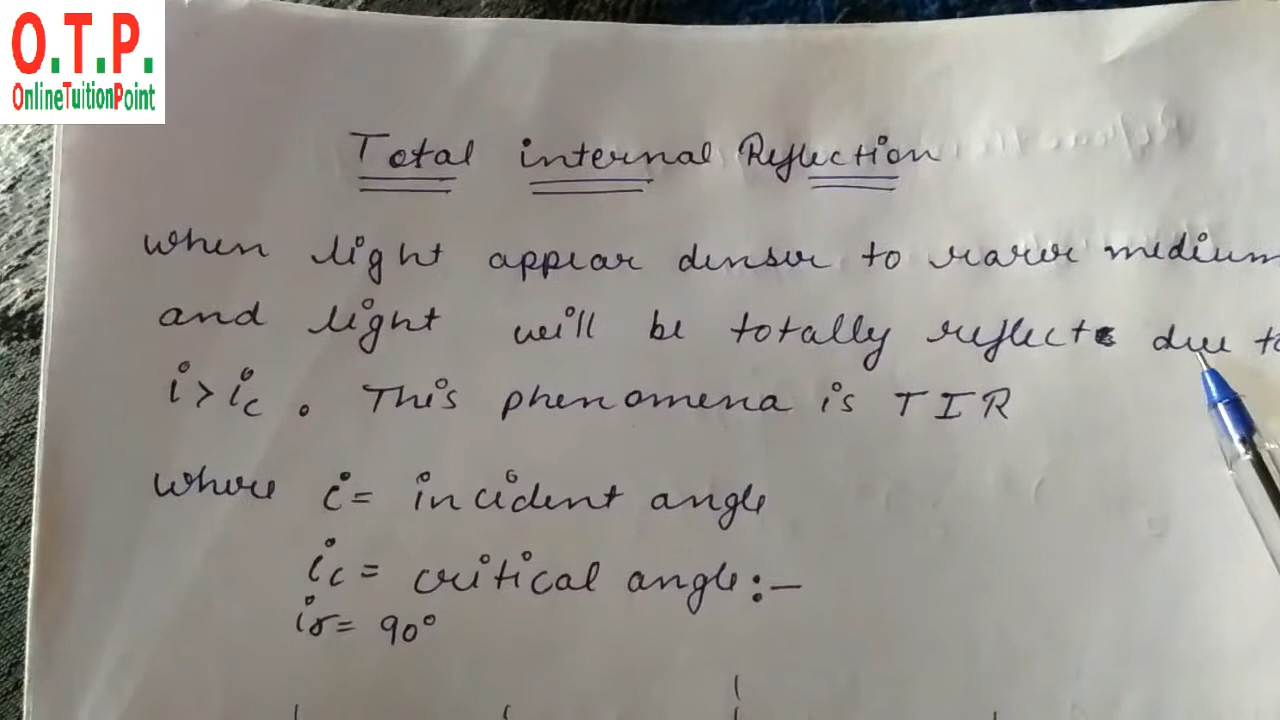 O.T.P.
OnlineTuitionPoint
Total internal Reflection
when light appear denser to rarer medium
and light will be totally reflect due to
i > ic . This phenomena is TIR
where i = incident angle
ic = critical angle :-
ir = 90°